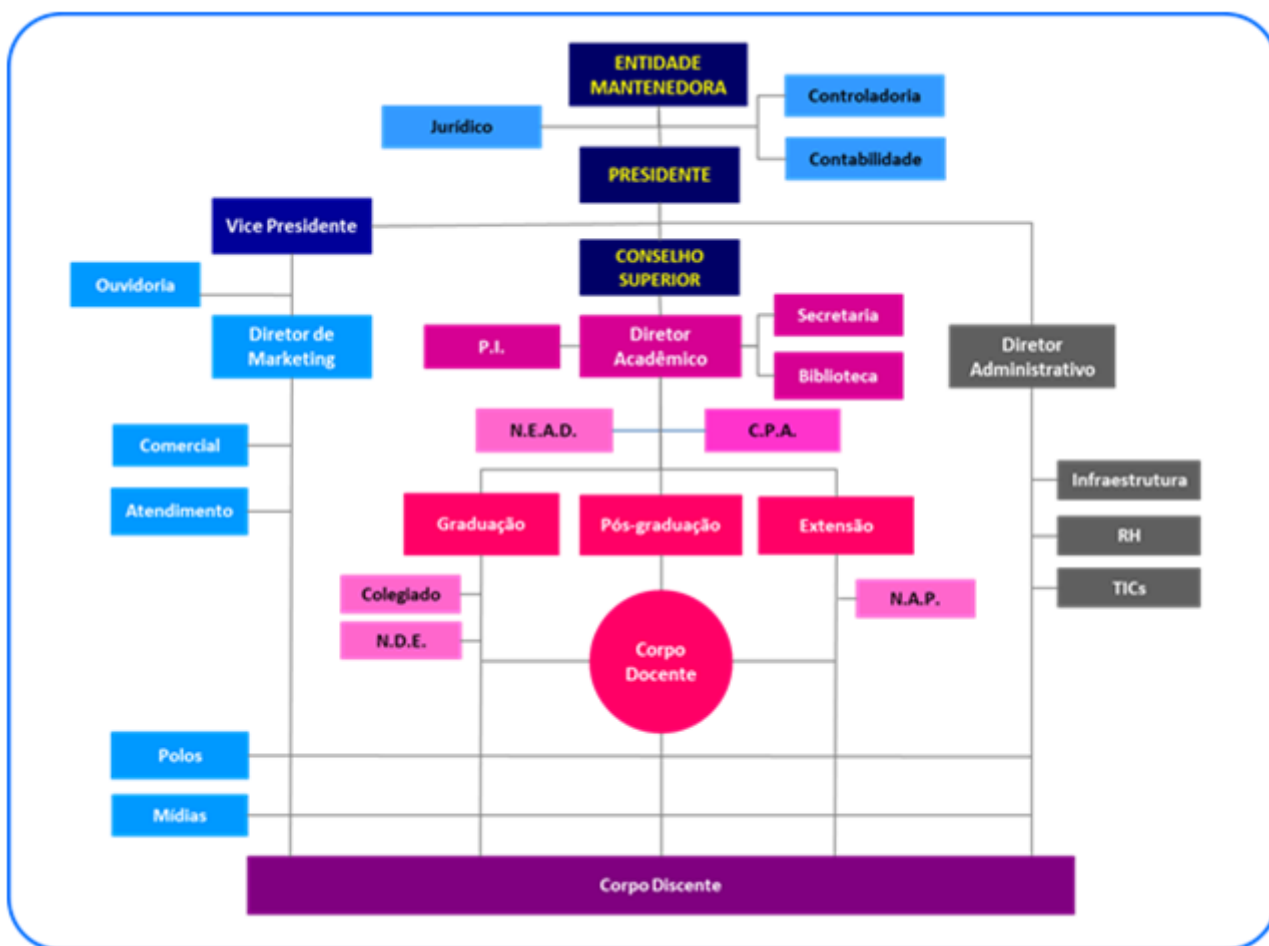 ENTIDADE
MANTENEDORA
Controladoria
Jurídico
Contabilidade
PRESIDENTE
Vice Presidente
CONSELHO
SUPERIOR
Ouvidoria
Diretor de
Marketing
P.I.
Diretor
Acadêmico
Secretaria
Biblioteca
Diretor
Administrativo
N.E.A.D.
C.P.A.
Comercial
Atendimento
Infraestrutura
RH
TICs
Graduação
Pós-graduação
Extensão
Colegiado
N.D.E.
N.A.P.
Corpo
Docente
Polos
Mídias
Corpo Discente